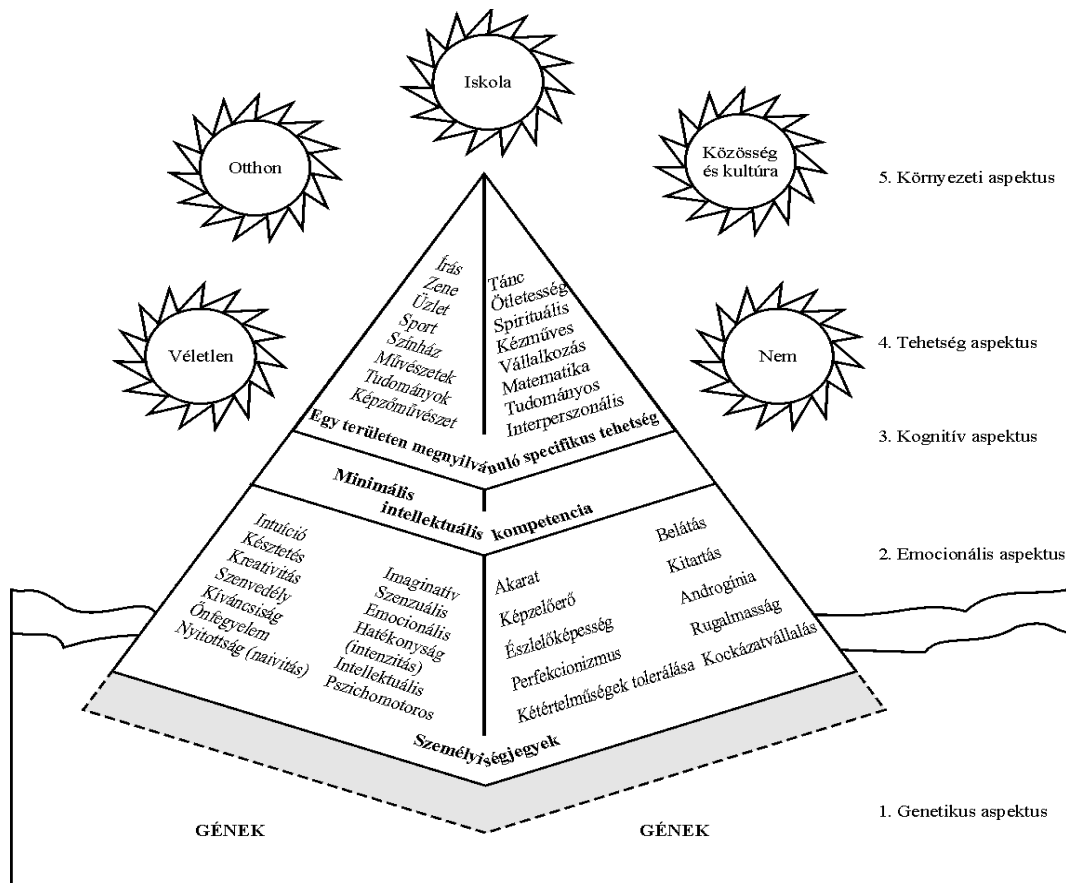 Iskola
Otthon
Közösség
és kultúra
5. Környezeti aspektus
Véletlen
Nem
4. Tehetség aspektus
Írás
Zene
Üzlet
Sport
Színház
Művészetek
Tudományok
Képzőművészet
Tánc
Ötletesség
Spirituális
Kézműves
Vállalkozás
Matematika
Tudományos
Interperszonális
Egy területen megnyilvánuló specifikus tehetség
3. Kognitív aspektus
Minimális
intellektuális kompetencia
2. Emocionális aspektus
Intuíció
Késztetés
Kreativitás
Szenvedély
Kíváncsiság
Önfegyelem
Nyitottság (naivitás)
Imaginatív
Szenzuális
Emocionális
Hatékonyság
(intenzítás)
Intellektuális
Pszichomotoros
Akarat
Képzelőerő
Észlelőképesség
Perfekcionizmus
Kétértelműségek tolerálása
Belátás
Kitartás
Androgínia
Rugalmasság
Kockázatvállalás
Személyiségjegyek
1. Genetikus aspektus
GÉNEK
GÉNEK